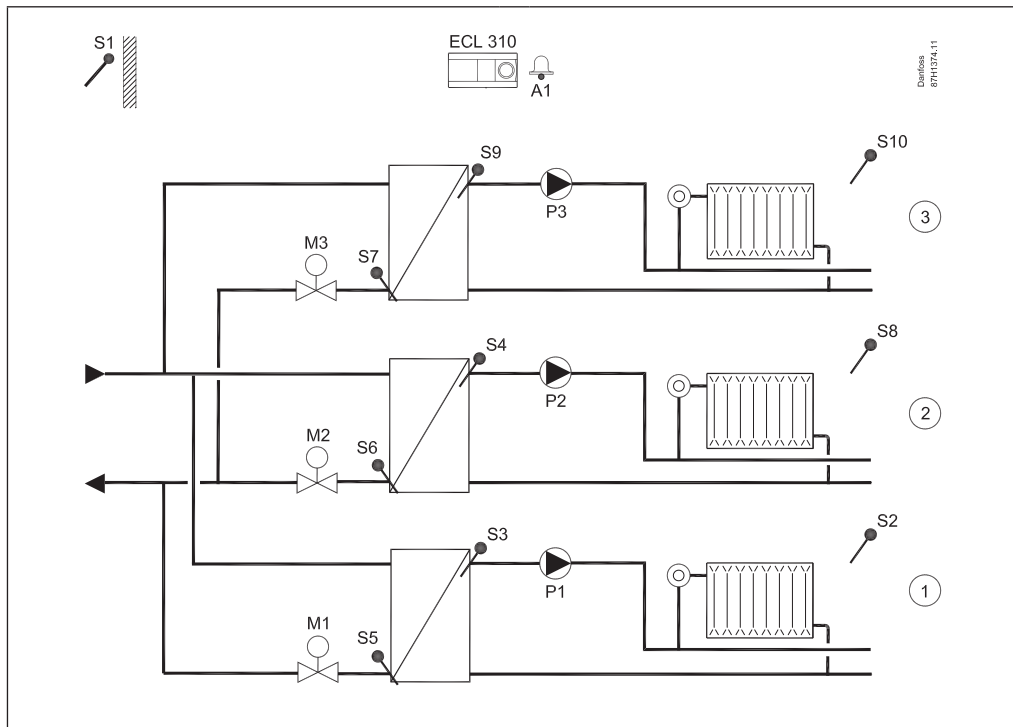 S1
ECL 310
A1
Danfoss
87H1374.11
S9
P3
S10
3
M3
S7
S4
P2
S8
2
M2
S6
S3
P1
S2
1
M1
S5